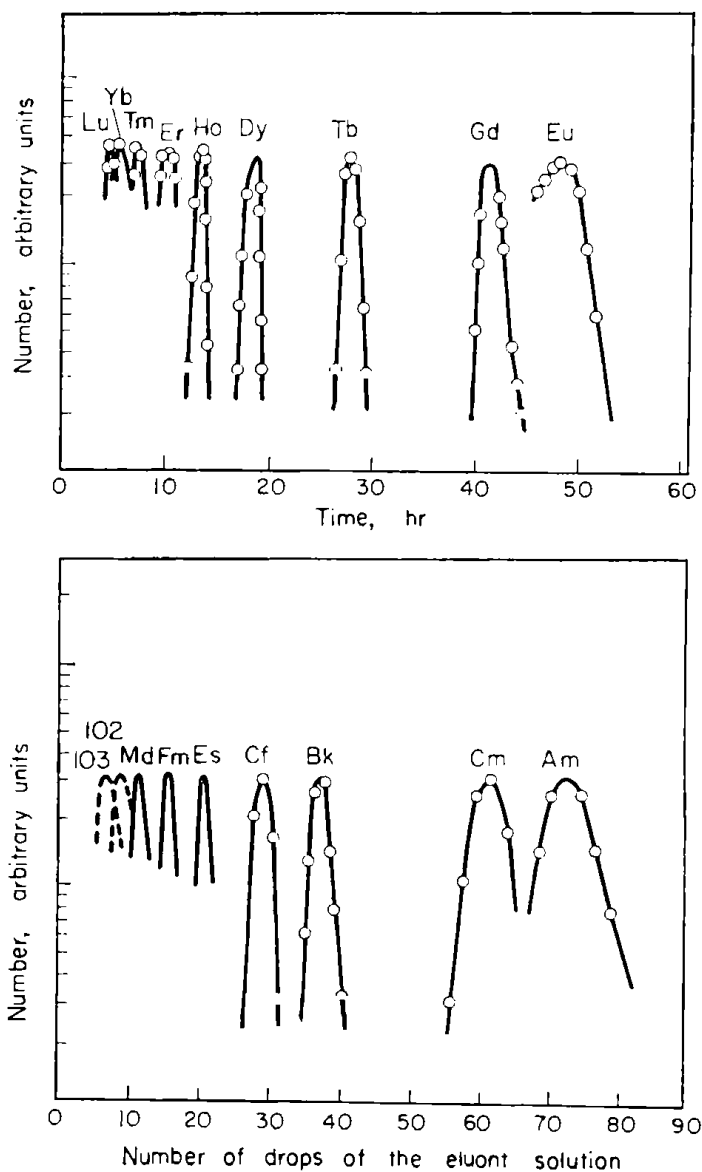 Yb
Lu Tm Er Ho Dy Tb Gd Eu
Number, arbitrary units
0 10 20 30 40 50 60
Time, hr
102
103 Md Fm Es Cf Bk Cm Am
Number, arbitrary units
0 10 20 30 40 50 60 70 80 90
Number of drops of the eluont solution